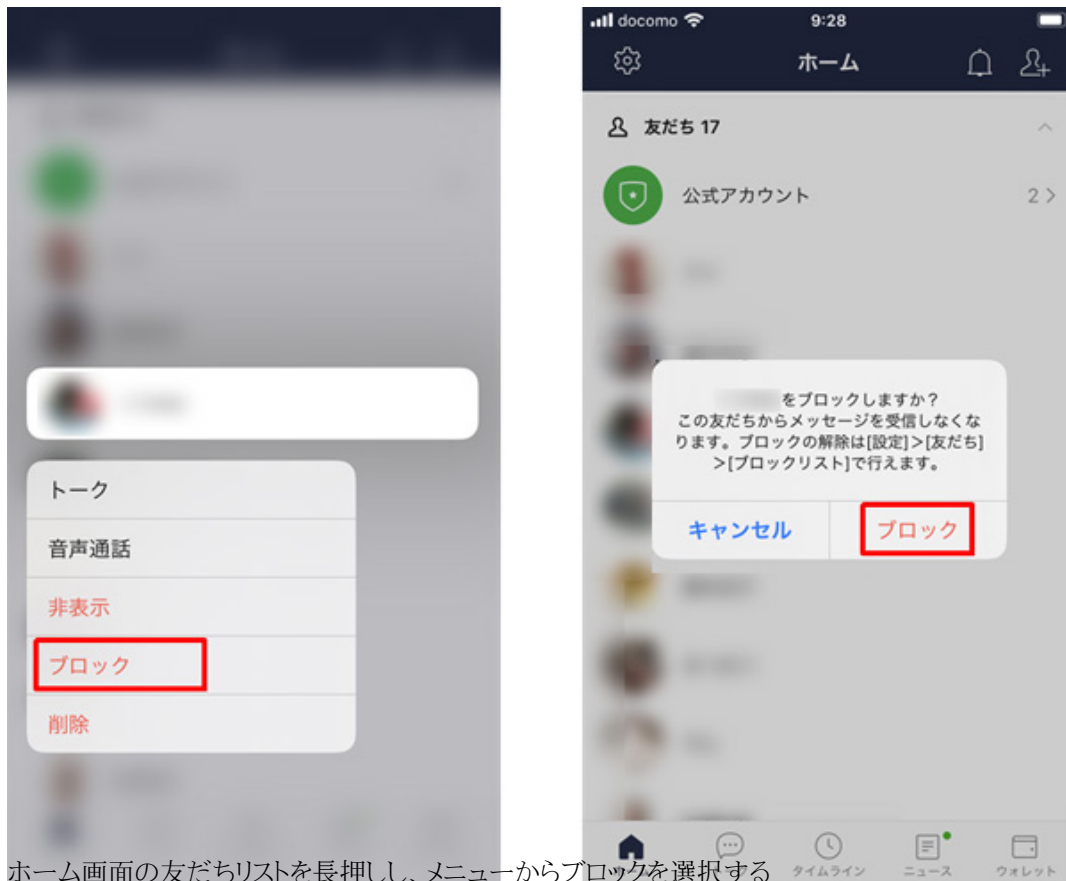 トーク
音声通話
非表示
ブロック
削除
docomo 9:28
ホーム
友だち 17
公式アカウント 2 >
をブロックしますか?
この友だちからメッセージを受信しなくな
ります。ブロックの解除は[設定]>[友だち]
>[ブロックリスト]で行えます。
キャンセル ブロック
タイムライン ニュース ウォレット
ホーム画面の友だちリストを長押しし、メニューからブロックを選択する